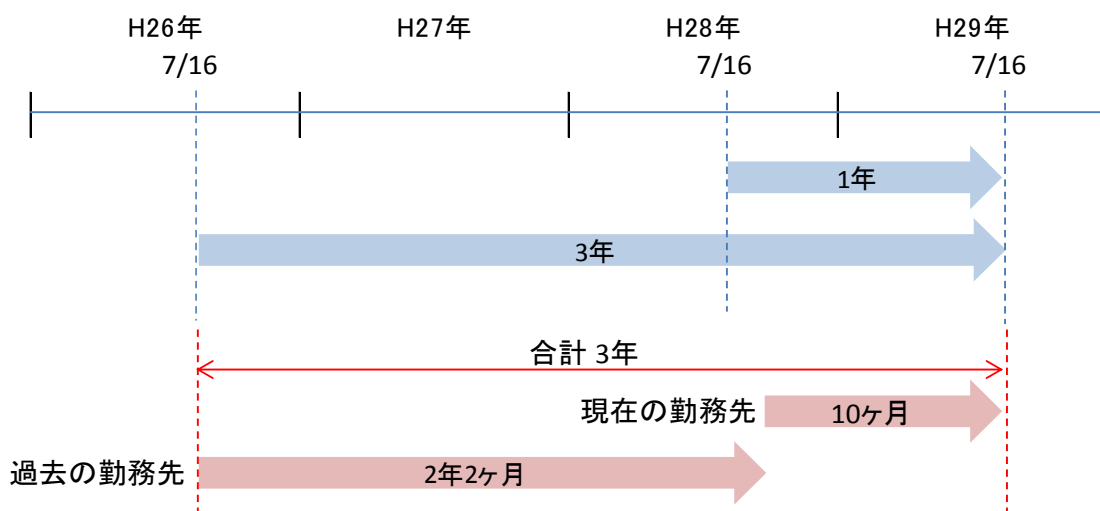 H26年 H27年 H28年 H29年
7/16 7/16 7/16
1年
3年
合計 3年
現在の勤務先 10ヶ月
過去の勤務先 2年2ヶ月